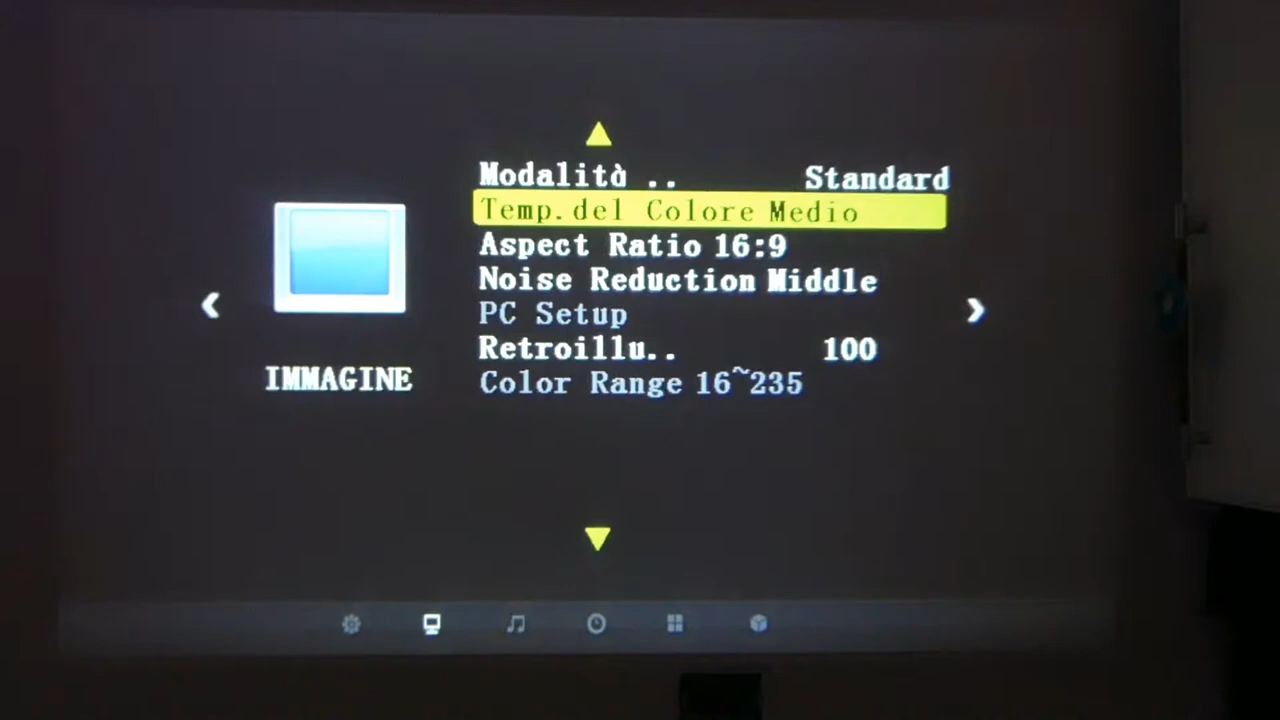 Modalità .. Standard
Temp.del Colore Medio
Aspect Ratio 16:9
Noise Reduction Middle
PC Setup
Retroillu.. 100
Color Range 16~235
IMMAGINE